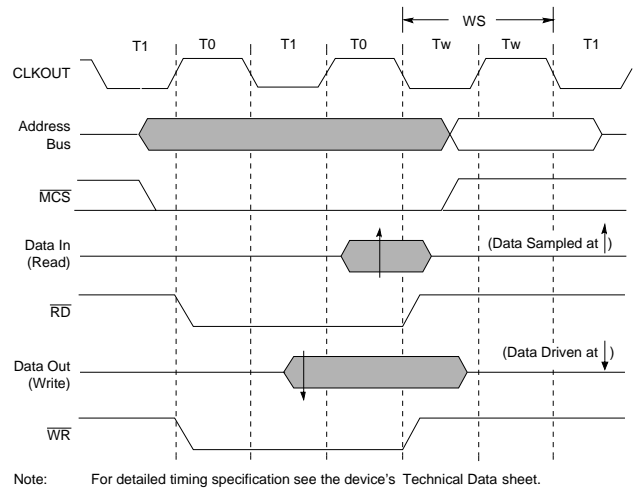 WS
T1 T0 T1 T0 Tw Tw T1
CLKOUT
Address
Bus
MCS
Data In
(Read)
(Data Sampled at )
RD
Data Out
(Write)
(Data Driven at )
WR
Note: For detailed timing specification see the device's Technical Data sheet.